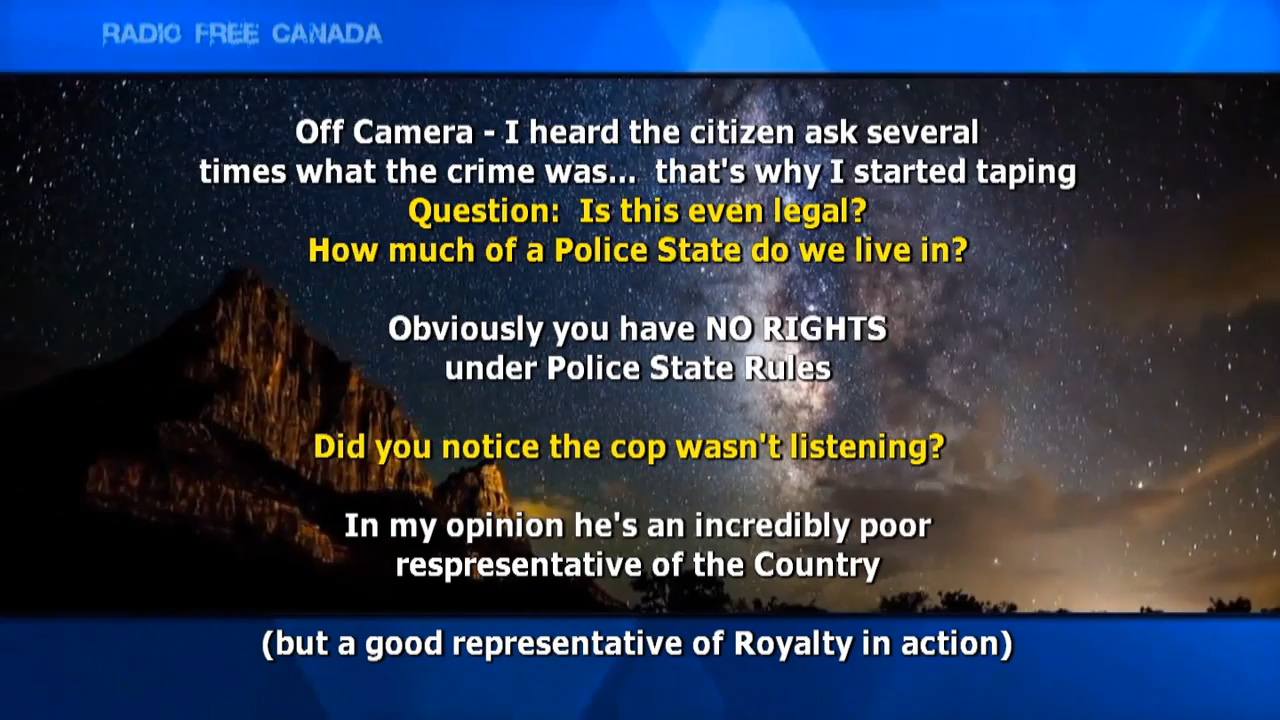 RADIO FREE CANADA
Off Camera - I heard the citizen ask several
times what the crime was... that's why I started taping
Question: Is this even legal?
How much of a Police State do we live in?
Obviously you have NO RIGHTS
under Police State Rules
Did you notice the cop wasn't listening?
In my opinion he's an incredibly poor
respresentative of the Country
(but a good representative of Royalty in action)